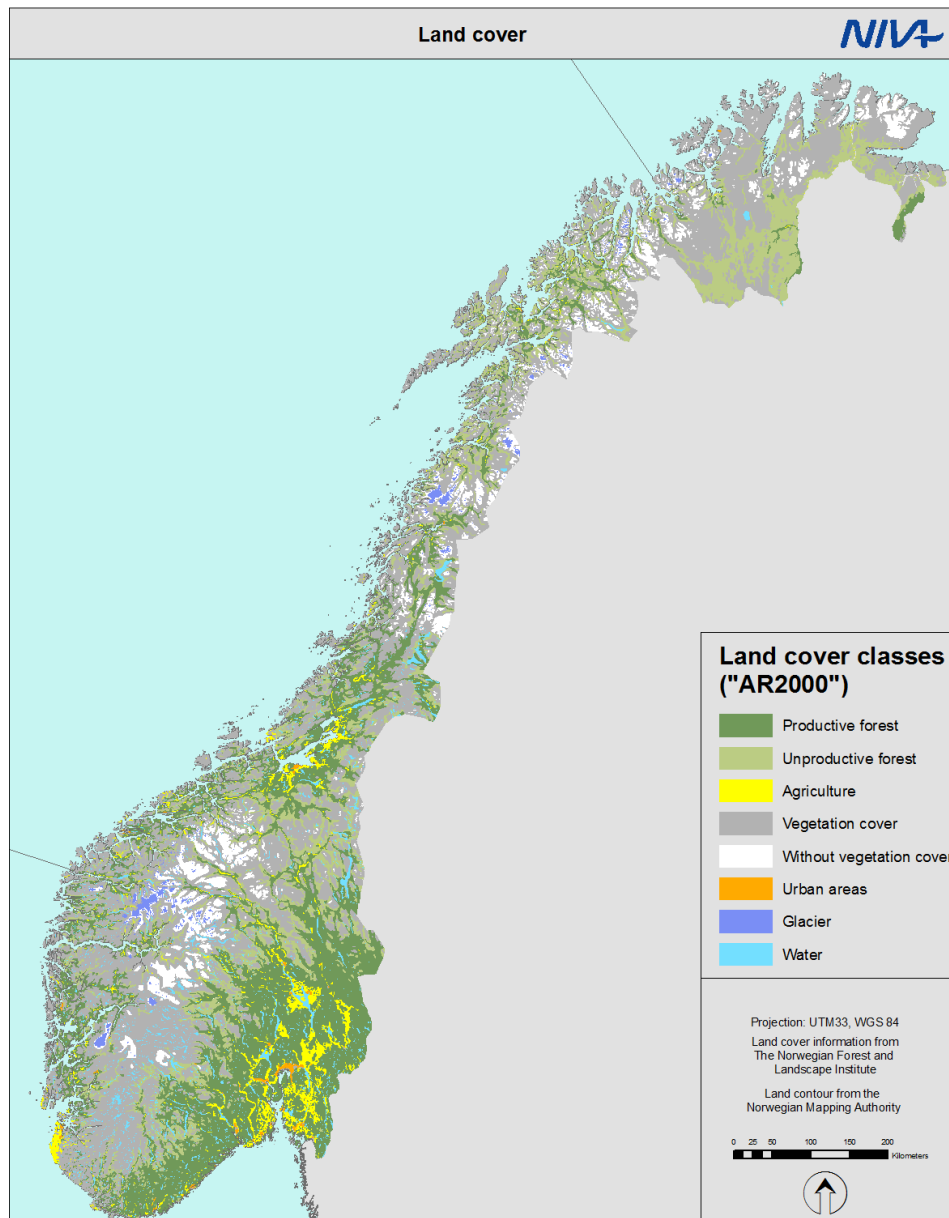 Land cover
NIVA
Land cover classes
("AR2000")
Productive forest
Unproductive forest
Agriculture
Vegetation cover
Without vegetation cover
Urban areas
Glacier
Water
Projection: UTM33, WGS 84
Land cover information from
The Norwegian Forest and
Landscape Institute
Land contour from the
Norwegian Mapping Authority
0 25 50 100 150 200
Kilometers